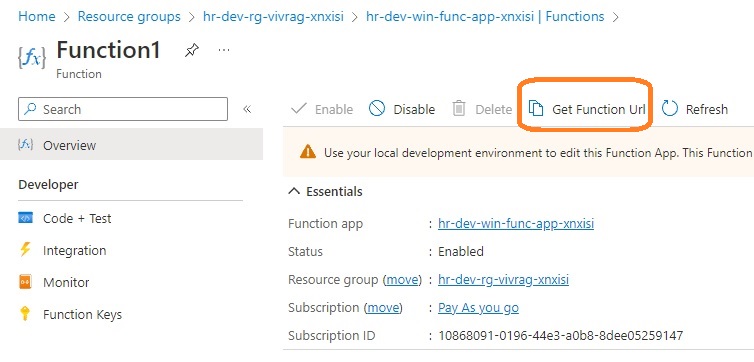 Home > Resource groups > hr-dev-rg-vivrag-xnxisi > hr-dev-win-func-app-xnxisi | Functions >
{fx} Function1 ...
Function
Search «
Enable Disable Delete Get Function Url Refresh
{fx} Overview
Use your local development environment to edit this Function App. This Function
Developer
Code + Test
Integration
Monitor
Function Keys
Essentials
Function app : hr-dev-win-func-app-xnxisi
Status : Enabled
Resource group (move) : hr-dev-rg-vivrag-xnxisi
Subscription (move) : Pay As you go
Subscription ID : 10868091-0196-44e3-a0b8-8dee05259147